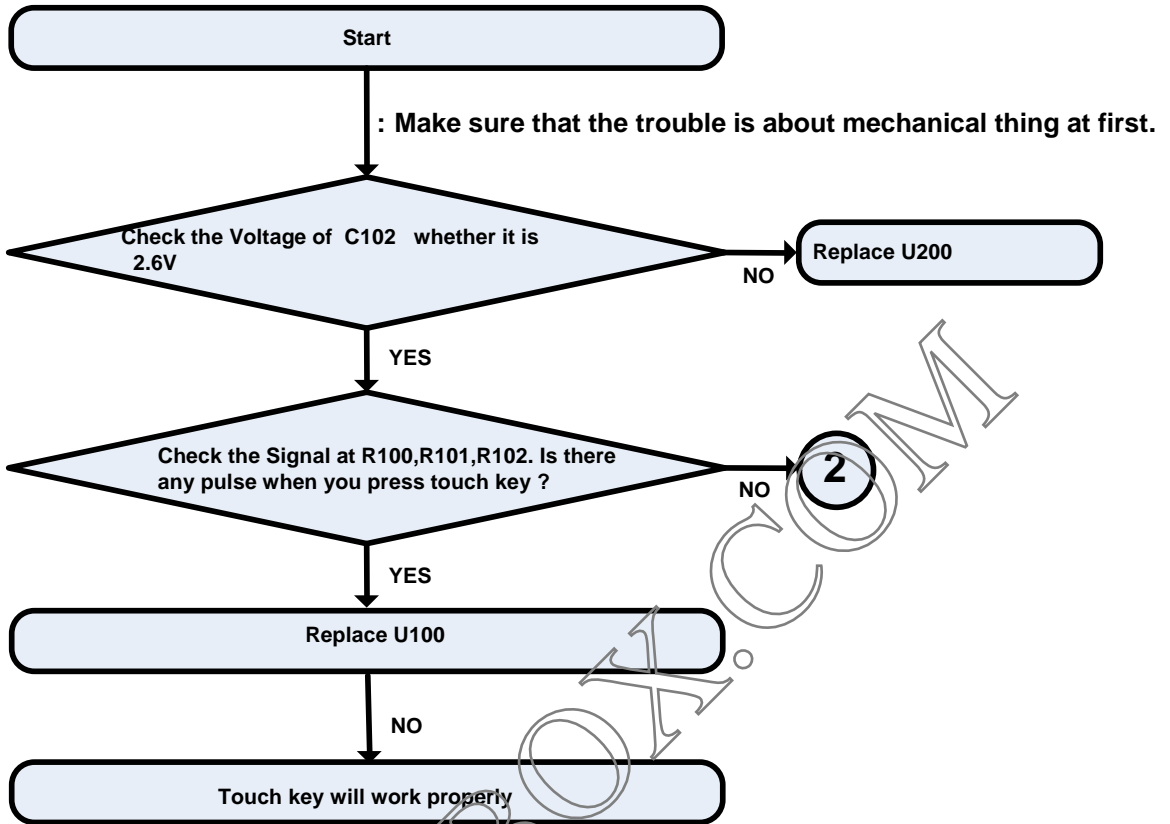 Start
: Make sure that the trouble is about mechanical thing at first.
Check the Voltage of C102 whether it is
2.6V
NO
Replace U200
YES
Check the Signal at R100,R101,R102. Is there
any pulse when you press touch key ?
NO
2
YES
Replace U100
NO
Touch key will work properly
OX.COM